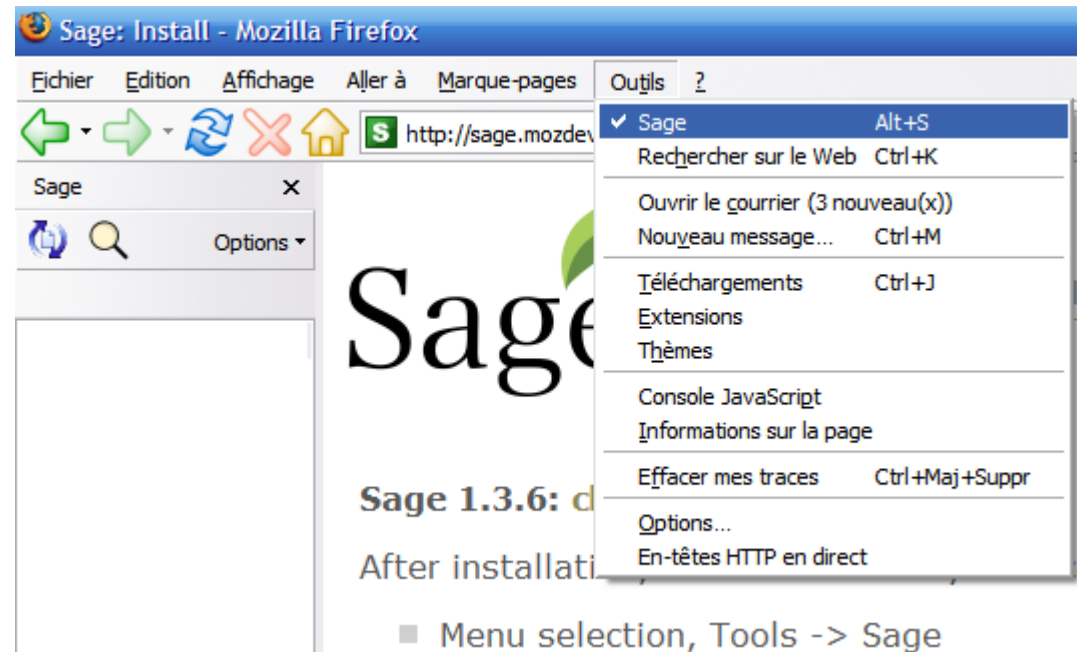 Sage: Install - Mozilla Firefox
Fichier Edition Affichage Aller à Marque-pages Outils ?
S http://sage.mozdev
Sage
Options
Sage
Sage Alt+S
Rechercher sur le Web Ctrl+K
Ouvrir le courrier (3 nouveau(x))
Nouveau message... Ctrl+M
Téléchargements Ctrl+J
Extensions
Thèmes
Console JavaScript
Informations sur la page
Effacer mes traces Ctrl+Maj+Suppr
Options...
En-têtes HTTP en direct
Sage 1.3.6:
After
Menu selection, Tools -> Sage